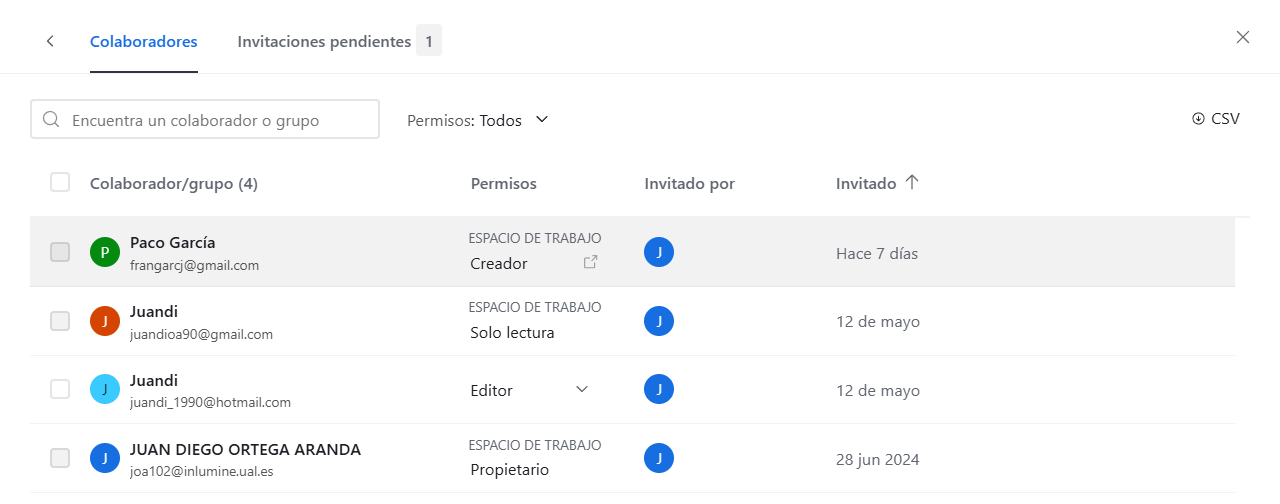 Colaboradores Invitaciones pendientes 1
Encuentra un colaborador o grupo Permisos: Todos CSV
Colaborador/grupo (4) Permisos Invitado por Invitado
P Paco García frangarcj@gmail.com ESPACIO DE TRABAJO Creador J Hace 7 días
J Juandi juandioa90@gmail.com ESPACIO DE TRABAJO Solo lectura J 12 de mayo
J Juandi juandi_1990@hotmail.com Editor J 12 de mayo
J JUAN DIEGO ORTEGA ARANDA joa102@inlumine.ual.es ESPACIO DE TRABAJO Propietario J 28 jun 2024